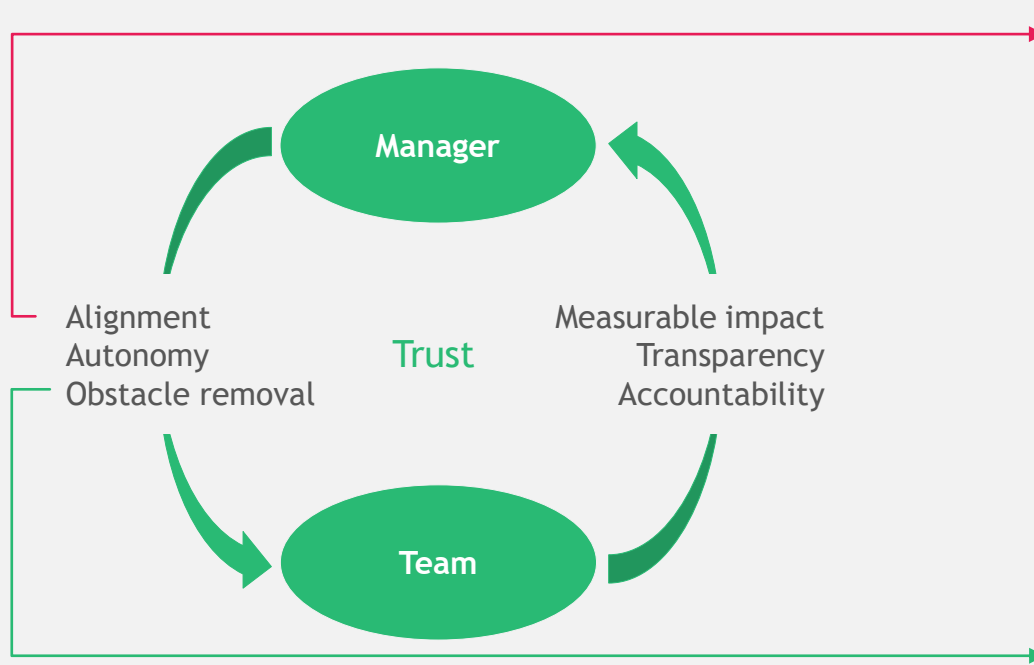 Manager
Alignment
Autonomy
Obstacle removal
Trust
Measurable impact
Transparency
Accountability
Team